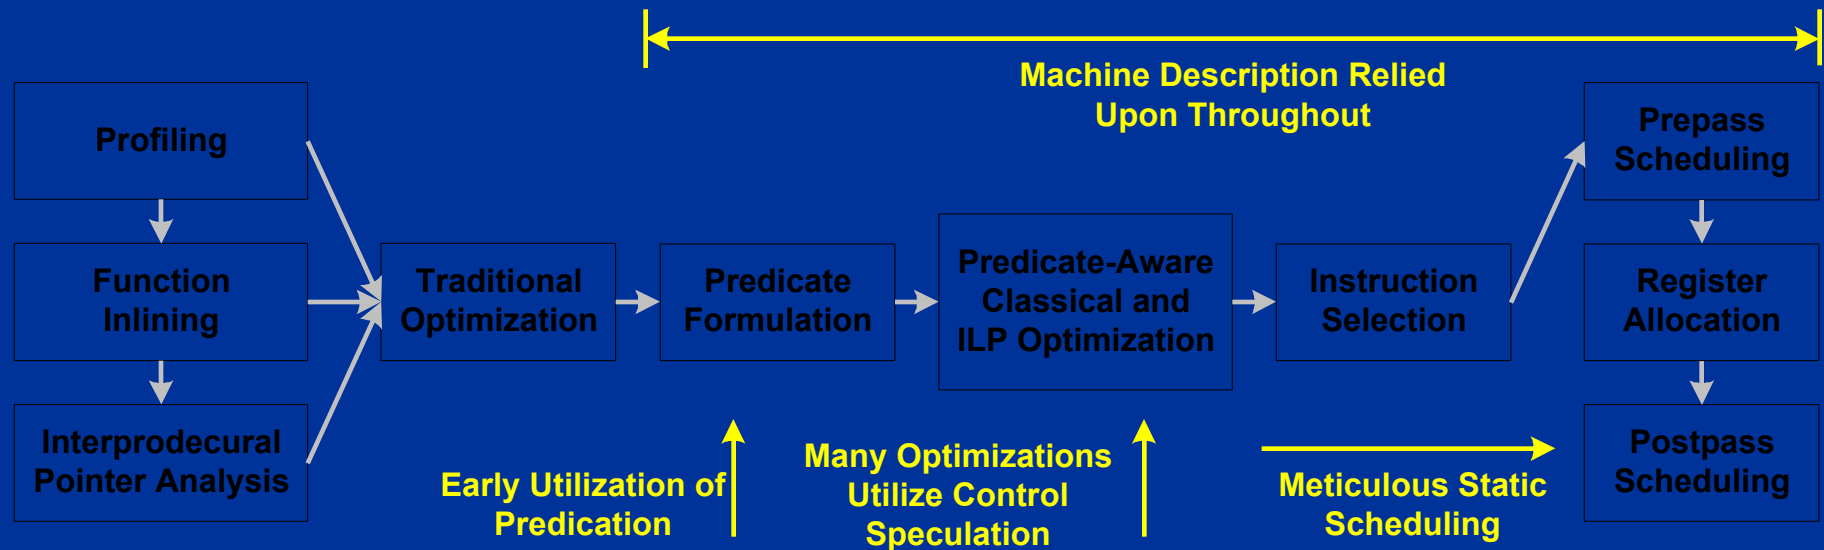 Machine Description Relied
Upon Throughout
Profiling
Function
Inlining
Interprodecural
Pointer Analysis
Traditional
Optimization
Predicate
Formulation
Predicate-Aware
Classical and
ILP Optimization
Instruction
Selection
Prepass
Scheduling
Register
Allocation
Postpass
Scheduling
Early Utilization of
Predication
Many Optimizations
Utilize Control
Speculation
Meticulous Static
Scheduling